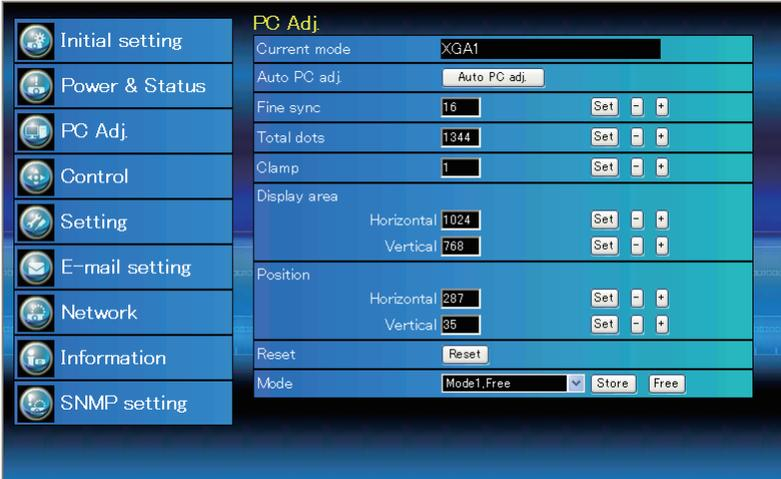 Initial setting
Power & Status
PC Adj.
Control
Setting
E-mail setting
Network
Information
SNMP setting
PC Adj.
Current mode XGA1
Auto PC adj. Auto PC adj.
Fine sync 16 Set - +
Total dots 1344 Set - +
Clamp 1 Set - +
Display area
Horizontal 1024 Set - +
Vertical 768 Set - +
Position
Horizontal 287 Set - +
Vertical 35 Set - +
Reset Reset
Mode Mode1,Free Store Free